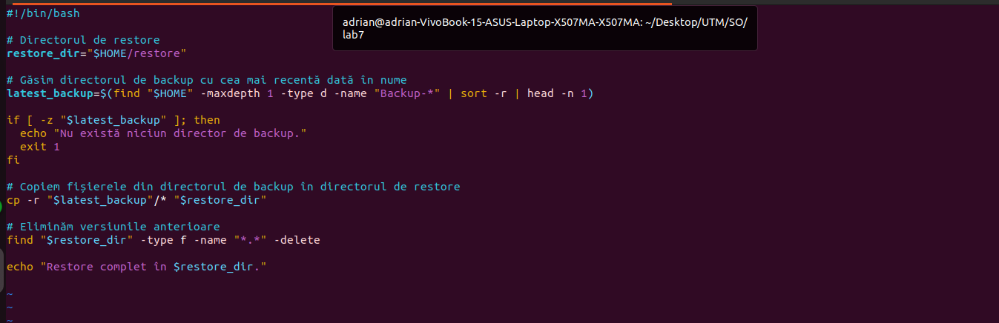 #!/bin/bash
adrian@adrian-VivoBook-15-ASUS-Laptop-X507MA-X507MA: ~/Desktop/UTM/SO/
lab7
# Directorul de restore
restore_dir="$HOME/restore"
# Găsim directorul de backup cu cea mai recentă dată în nume
latest_backup=$(find "$HOME" -maxdepth 1 -type d -name "Backup-*" | sort -r | head -n 1)
if [ -z "$latest_backup" ]; then
  echo "Nu există niciun director de backup."
  exit 1
fi
# Copiem fișierele din directorul de backup în directorul de restore
cp -r "$latest_backup"/* "$restore_dir"
# Eliminăm versiunile anterioare
find "$restore_dir" -type f -name "*.*" -delete
echo "Restore complet în $restore_dir."
~
~
~